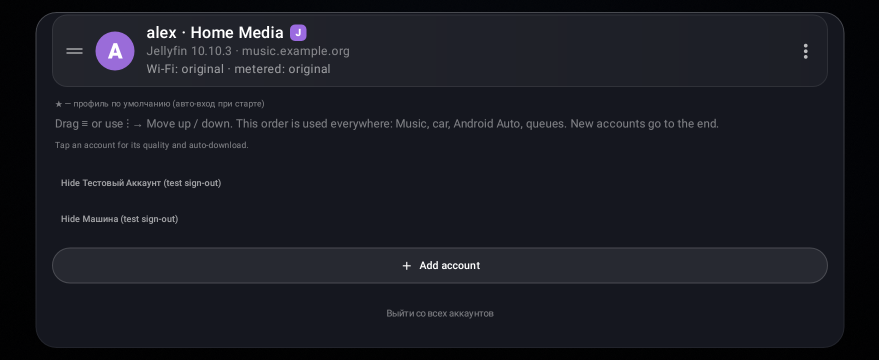 alex · Home Media J
A
Jellyfin 10.10.3 · music.example.org
Wi-Fi: original · metered: original
★ — профиль по умолчанию (авто-вход при старте)
Drag ≡ or use ⋮ → Move up / down. This order is used everywhere: Music, car, Android Auto, queues. New accounts go to the end.
Tap an account for its quality and auto-download.
Hide Тестовый Аккаунт (test sign-out)
Hide Машина (test sign-out)
+ Add account
Выйти со всех аккаунтов